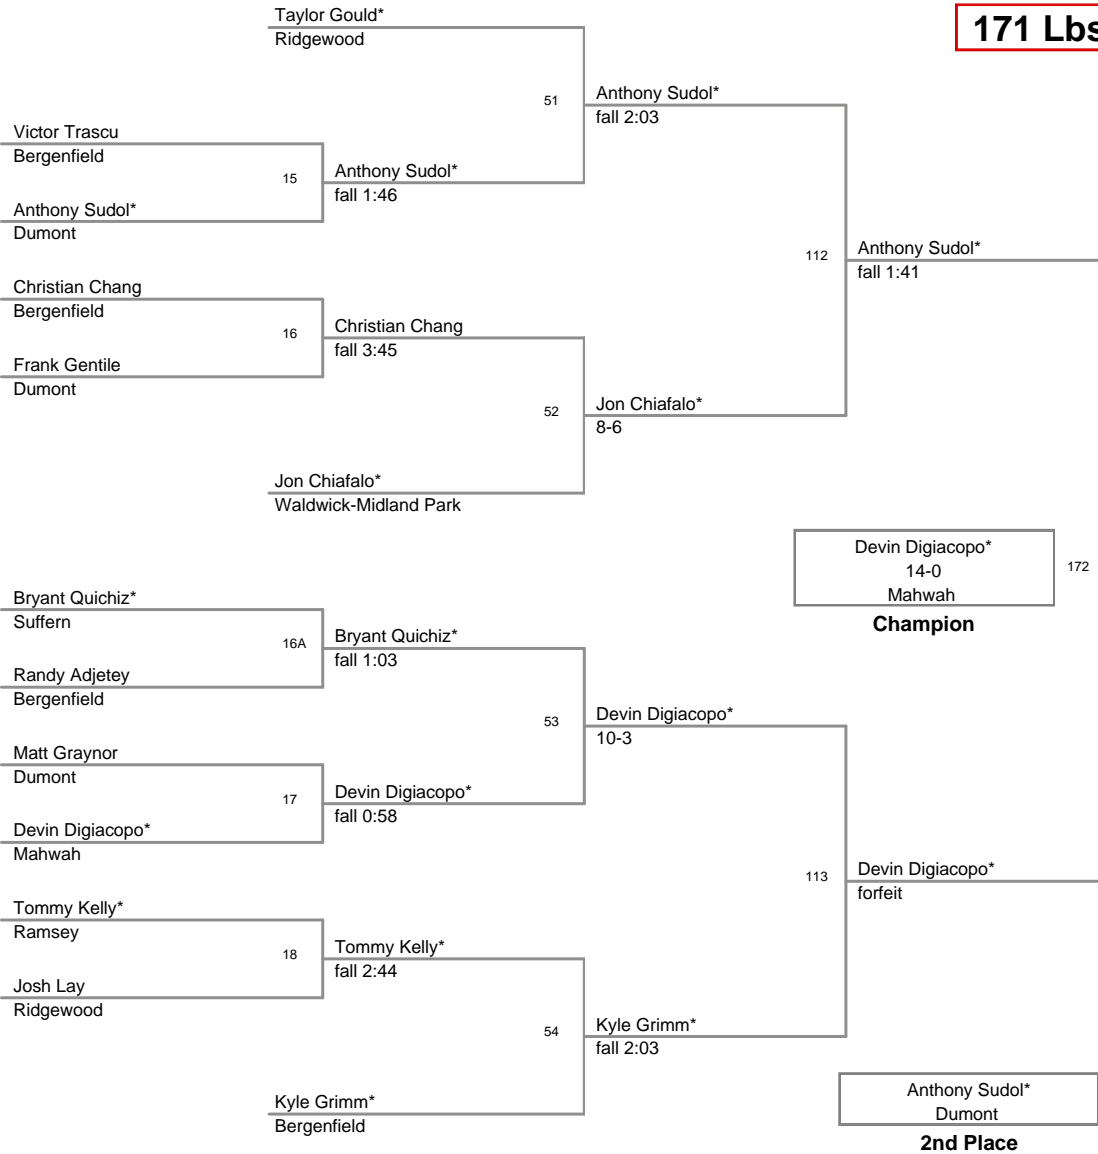 Taylor Gould*
Ridgewood
171 Lbs
51
Anthony Sudol*
fall 2:03
Victor Trascu
Bergenfield
15
Anthony Sudol*
fall 1:46
Anthony Sudol*
Dumont
112
Anthony Sudol*
fall 1:41
Christian Chang
Bergenfield
16
Christian Chang
fall 3:45
Frank Gentile
Dumont
52
Jon Chiafalo*
8-6
Jon Chiafalo*
Waldwick-Midland Park
Devin Digiacopo*
14-0
Mahwah
172
Champion
Bryant Quichiz*
Suffern
16A
Bryant Quichiz*
fall 1:03
Randy Adjetey
Bergenfield
53
Devin Digiacopo*
10-3
Matt Graynor
Dumont
17
Devin Digiacopo*
fall 0:58
Devin Digiacopo*
Mahwah
113
Devin Digiacopo*
forfeit
Tommy Kelly*
Ramsey
18
Tommy Kelly*
fall 2:44
Josh Lay
Ridgewood
54
Kyle Grimm*
fall 2:03
Kyle Grimm*
Bergenfield
Anthony Sudol*
Dumont
2nd Place